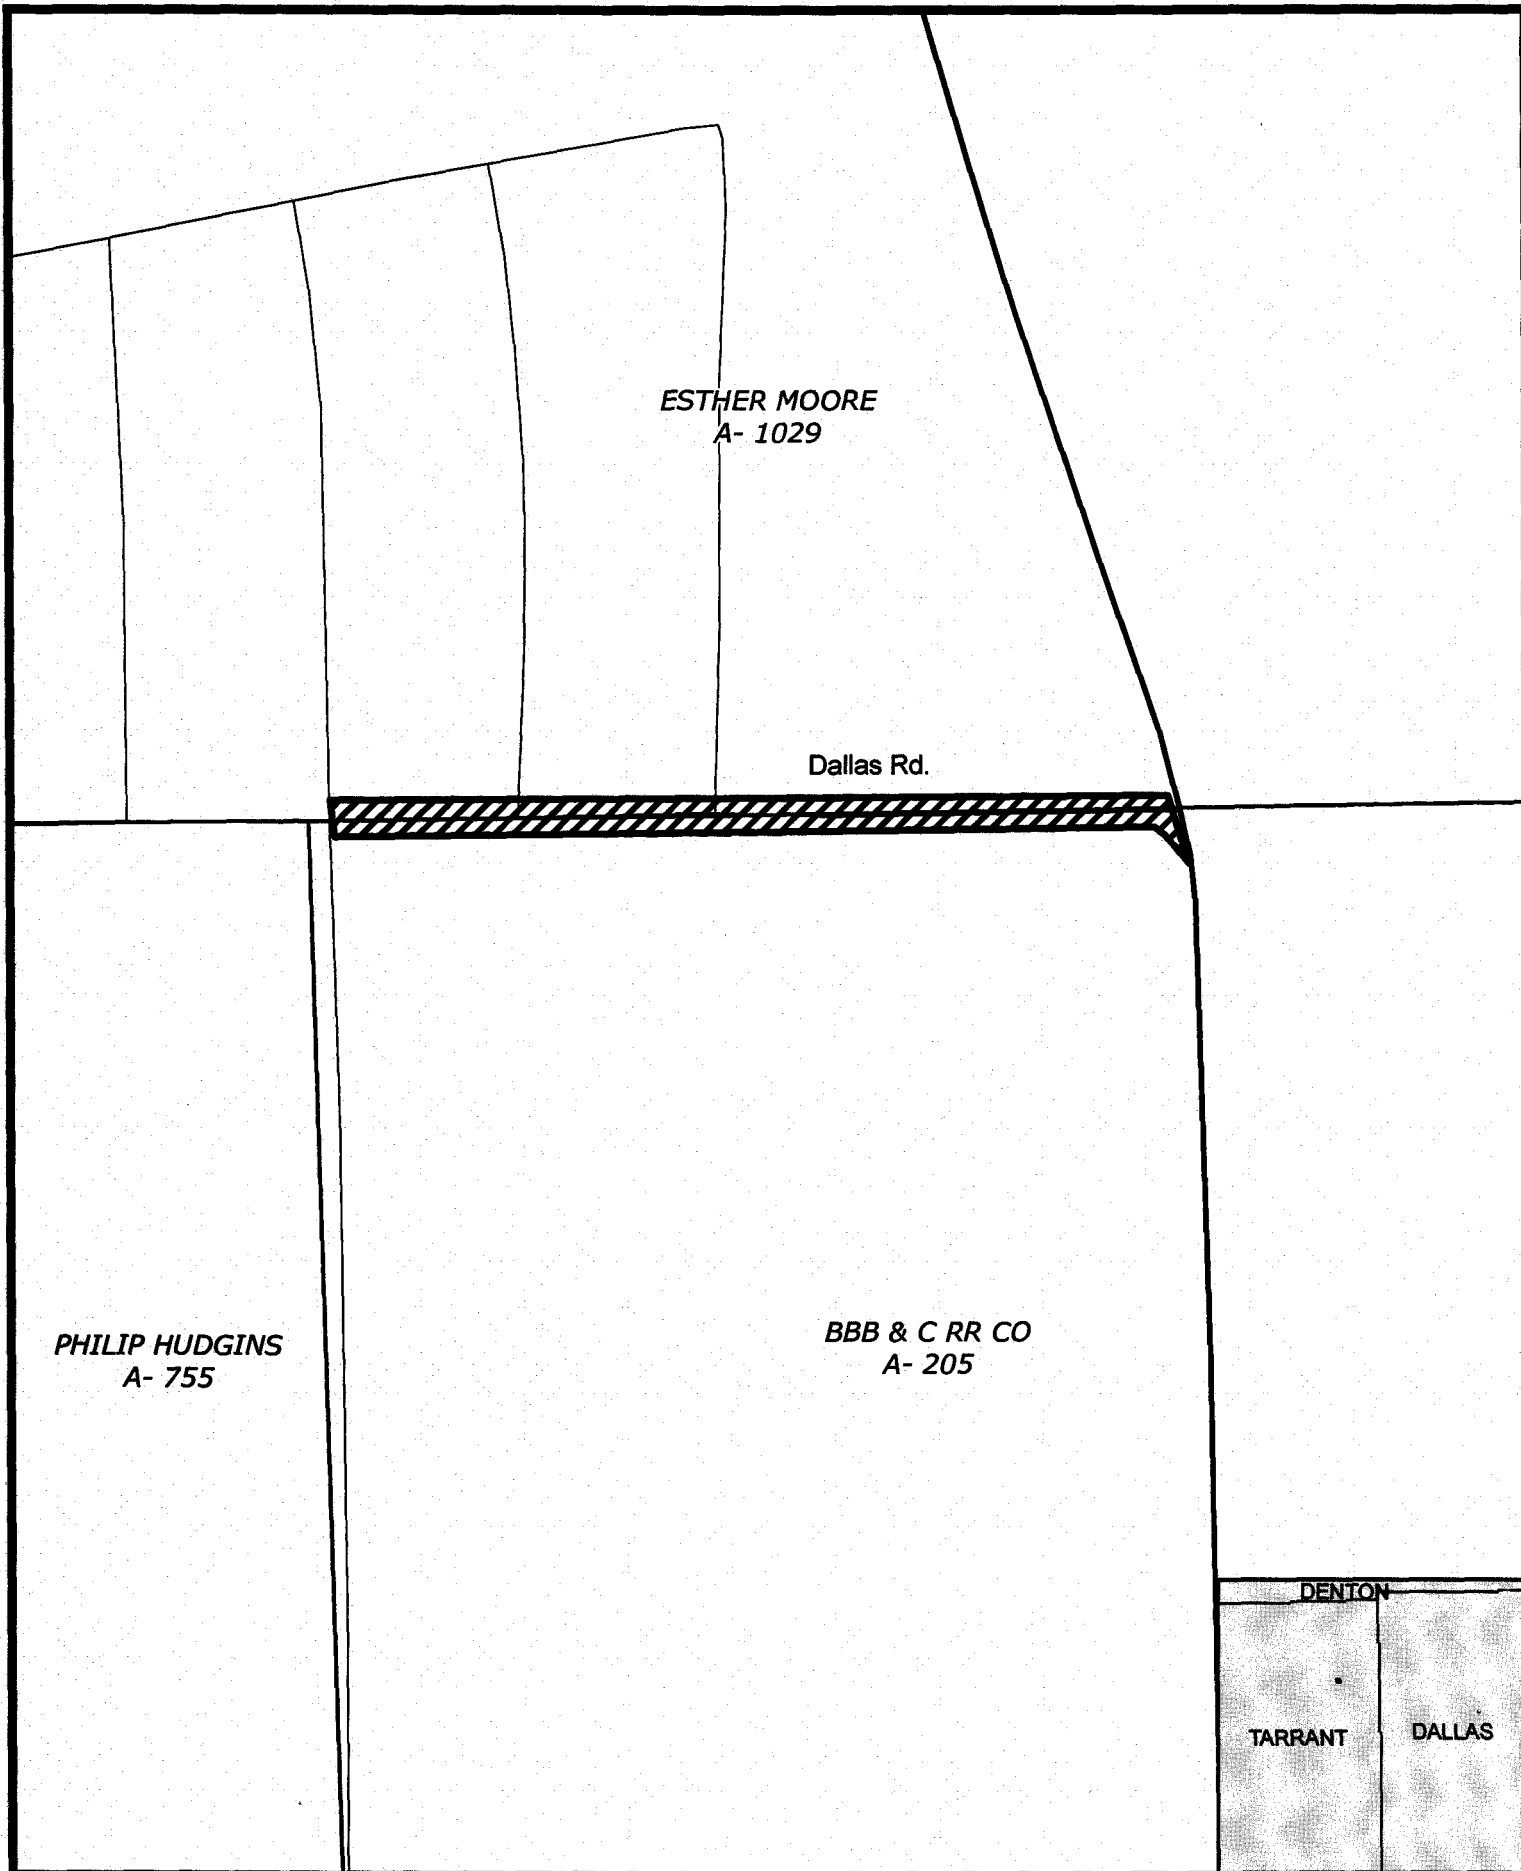 ESTHER MOORE
A- 1029
Dallas Rd.
PHILIP HUDGINS
A- 755
BBB & C RR CO
A- 205
DENTON
TARRANT
DALLAS